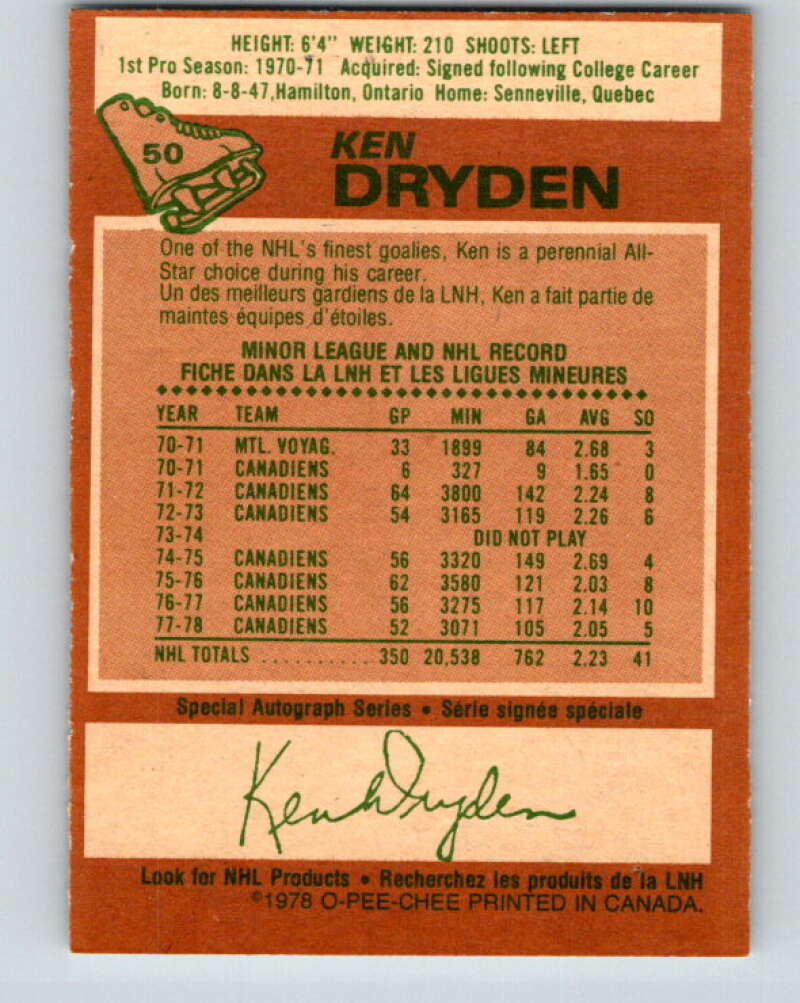 HEIGHT: 6'4" WEIGHT: 210 SHOOTS: LEFT
1st Pro Season: 1970-71 Acquired: Signed following College Career
Born: 8-8-47,Hamilton, Ontario Home: Senneville, Quebec
50
KEN
DRYDEN
One of the NHL's finest goalies, Ken is a perennial All-
Star choice during his career.
Un des meilleurs gardiens de la LNH, Ken a fait partie de
maintes équipes d'étoiles.
MINOR LEAGUE AND NHL RECORD
FICHE DANS LA LNH ET LES LIGUES MINEURES
YEAR TEAM GP MIN GA AVG SO
70-71 MTL. VOYAG. 33 1899 84 2.68 3
70-71 CANADIENS 6 327 9 1.65 0
71-72 CANADIENS 64 3800 142 2.24 8
72-73 CANADIENS 54 3165 119 2.26 6
73-74 DID NOT PLAY
74-75 CANADIENS 56 3320 149 2.69 4
75-76 CANADIENS 62 3580 121 2.03 8
76-77 CANADIENS 56 3275 117 2.14 10
77-78 CANADIENS 52 3071 105 2.05 5
NHL TOTALS .......... 350 20,538 762 2.23 41
Special Autograph Series • Série signée spéciale
Ken Dryden
Look for NHL Products • Recherchez les produits de la LNH
©1978 O-PEE-CHEE PRINTED IN CANADA.